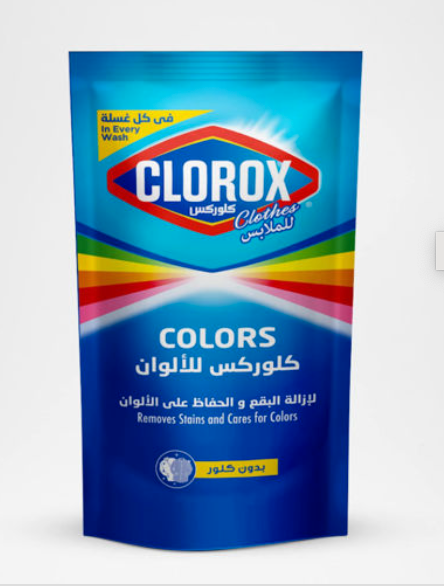 في كل غسلة
In Every
Wash
CLOROX
كلوركس
Clothes
®
للملابس
COLORS
كلوركس للألوان
لإزالة البقع و الحفاظ على الألوان
Removes Stains and Cares for Colors
بدون كلور